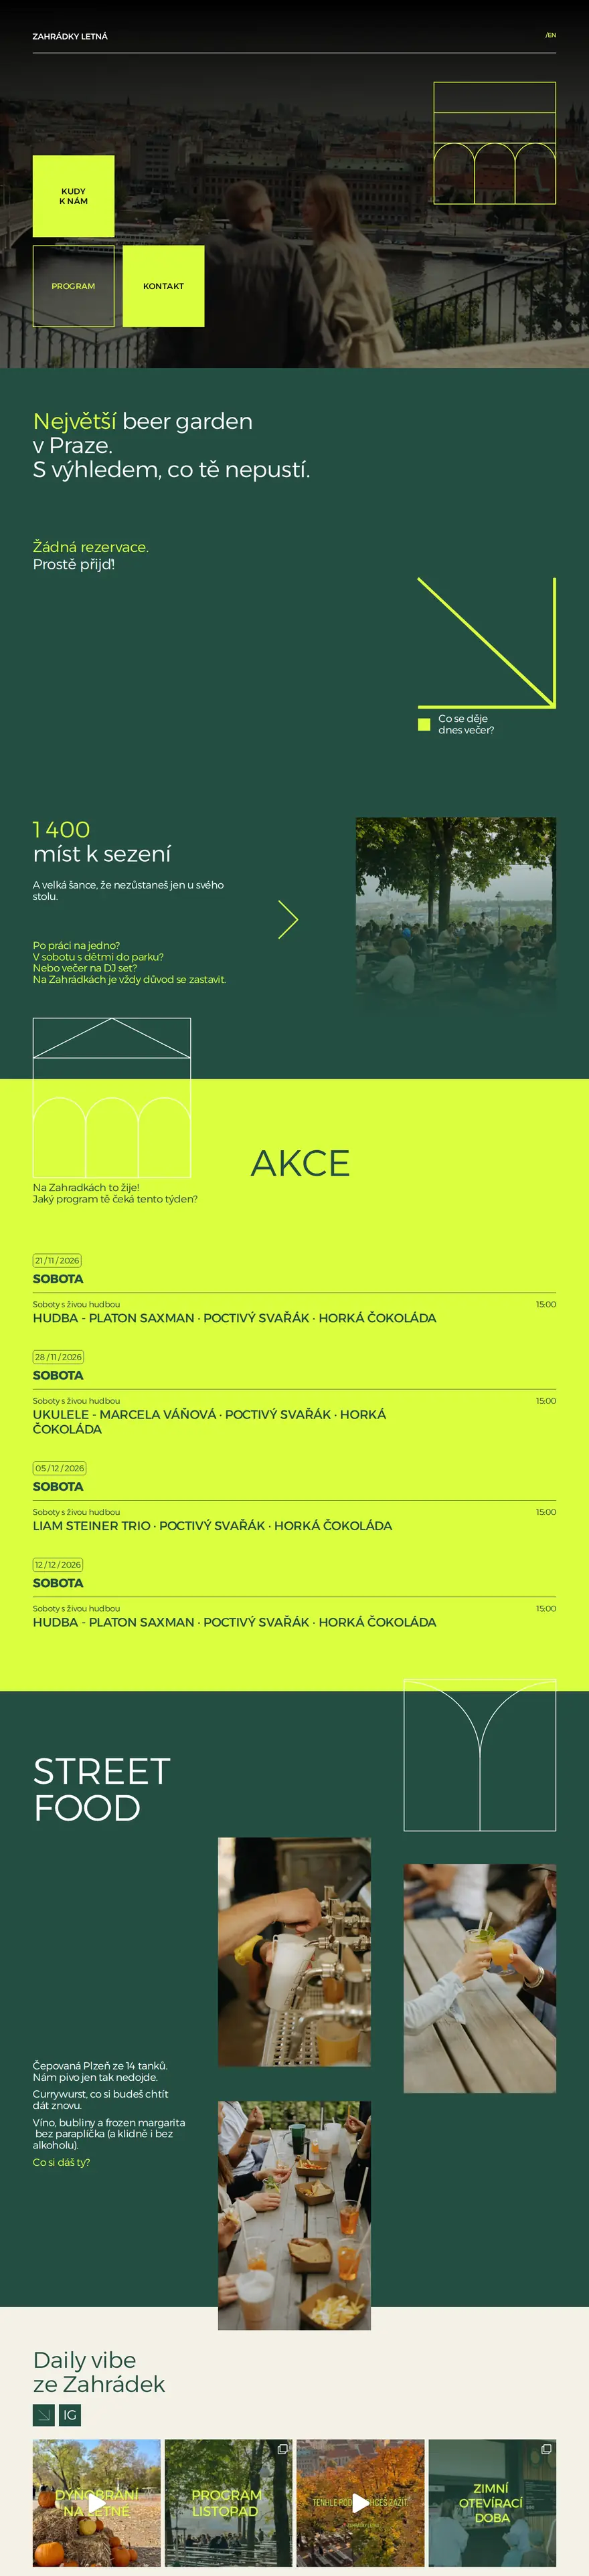 ZAHRÁDKY LETNÁ
/EN
KUDY
K NÁM
PROGRAM
KONTAKT
Největší beer garden
v Praze.
S výhledem, co tě nepustí.
Žádná rezervace.
Prostě přijď!
Co se děje
dnes večer?
1 400
míst k sezení
A velká šance, že nezůstaneš jen u svého
stolu.
Po práci na jedno?
V sobotu s dětmi do parku?
Nebo večer na DJ set?
Na Zahrádkách je vždy důvod se zastavit.
AKCE
Na Zahradkách to žije!
Jaký program tě čeká tento týden?
21 / 11 / 2026
SOBOTA
Soboty s živou hudbou
15:00
HUDBA - PLATON SAXMAN · POCTIVÝ SVAŘÁK · HORKÁ ČOKOLÁDA
28 / 11 / 2026
SOBOTA
Soboty s živou hudbou
15:00
UKULELE - MARCELA VÁŇOVÁ · POCTIVÝ SVAŘÁK · HORKÁ
ČOKOLÁDA
05 / 12 / 2026
SOBOTA
Soboty s živou hudbou
15:00
LIAM STEINER TRIO · POCTIVÝ SVAŘÁK · HORKÁ ČOKOLÁDA
12 / 12 / 2026
SOBOTA
Soboty s živou hudbou
15:00
HUDBA - PLATON SAXMAN · POCTIVÝ SVAŘÁK · HORKÁ ČOKOLÁDA
STREET
FOOD
Čepovaná Plzeň ze 14 tanků.
Nám pivo jen tak nedojde.
Currywurst, co si budeš chtít
dát znovu.
Víno, bubliny a frozen margarita
bez paraplíčka (a klidně i bez
alkoholu).
Co si dáš ty?
Daily vibe
ze Zahrádek
IG
DÝŇOBRANÍ
NA LETNÉ
PROGRAM
LISTOPAD
TENHLE CHCEŠ ZAŽÍT
ZIMNÍ
OTEVÍRACÍ
DOBA